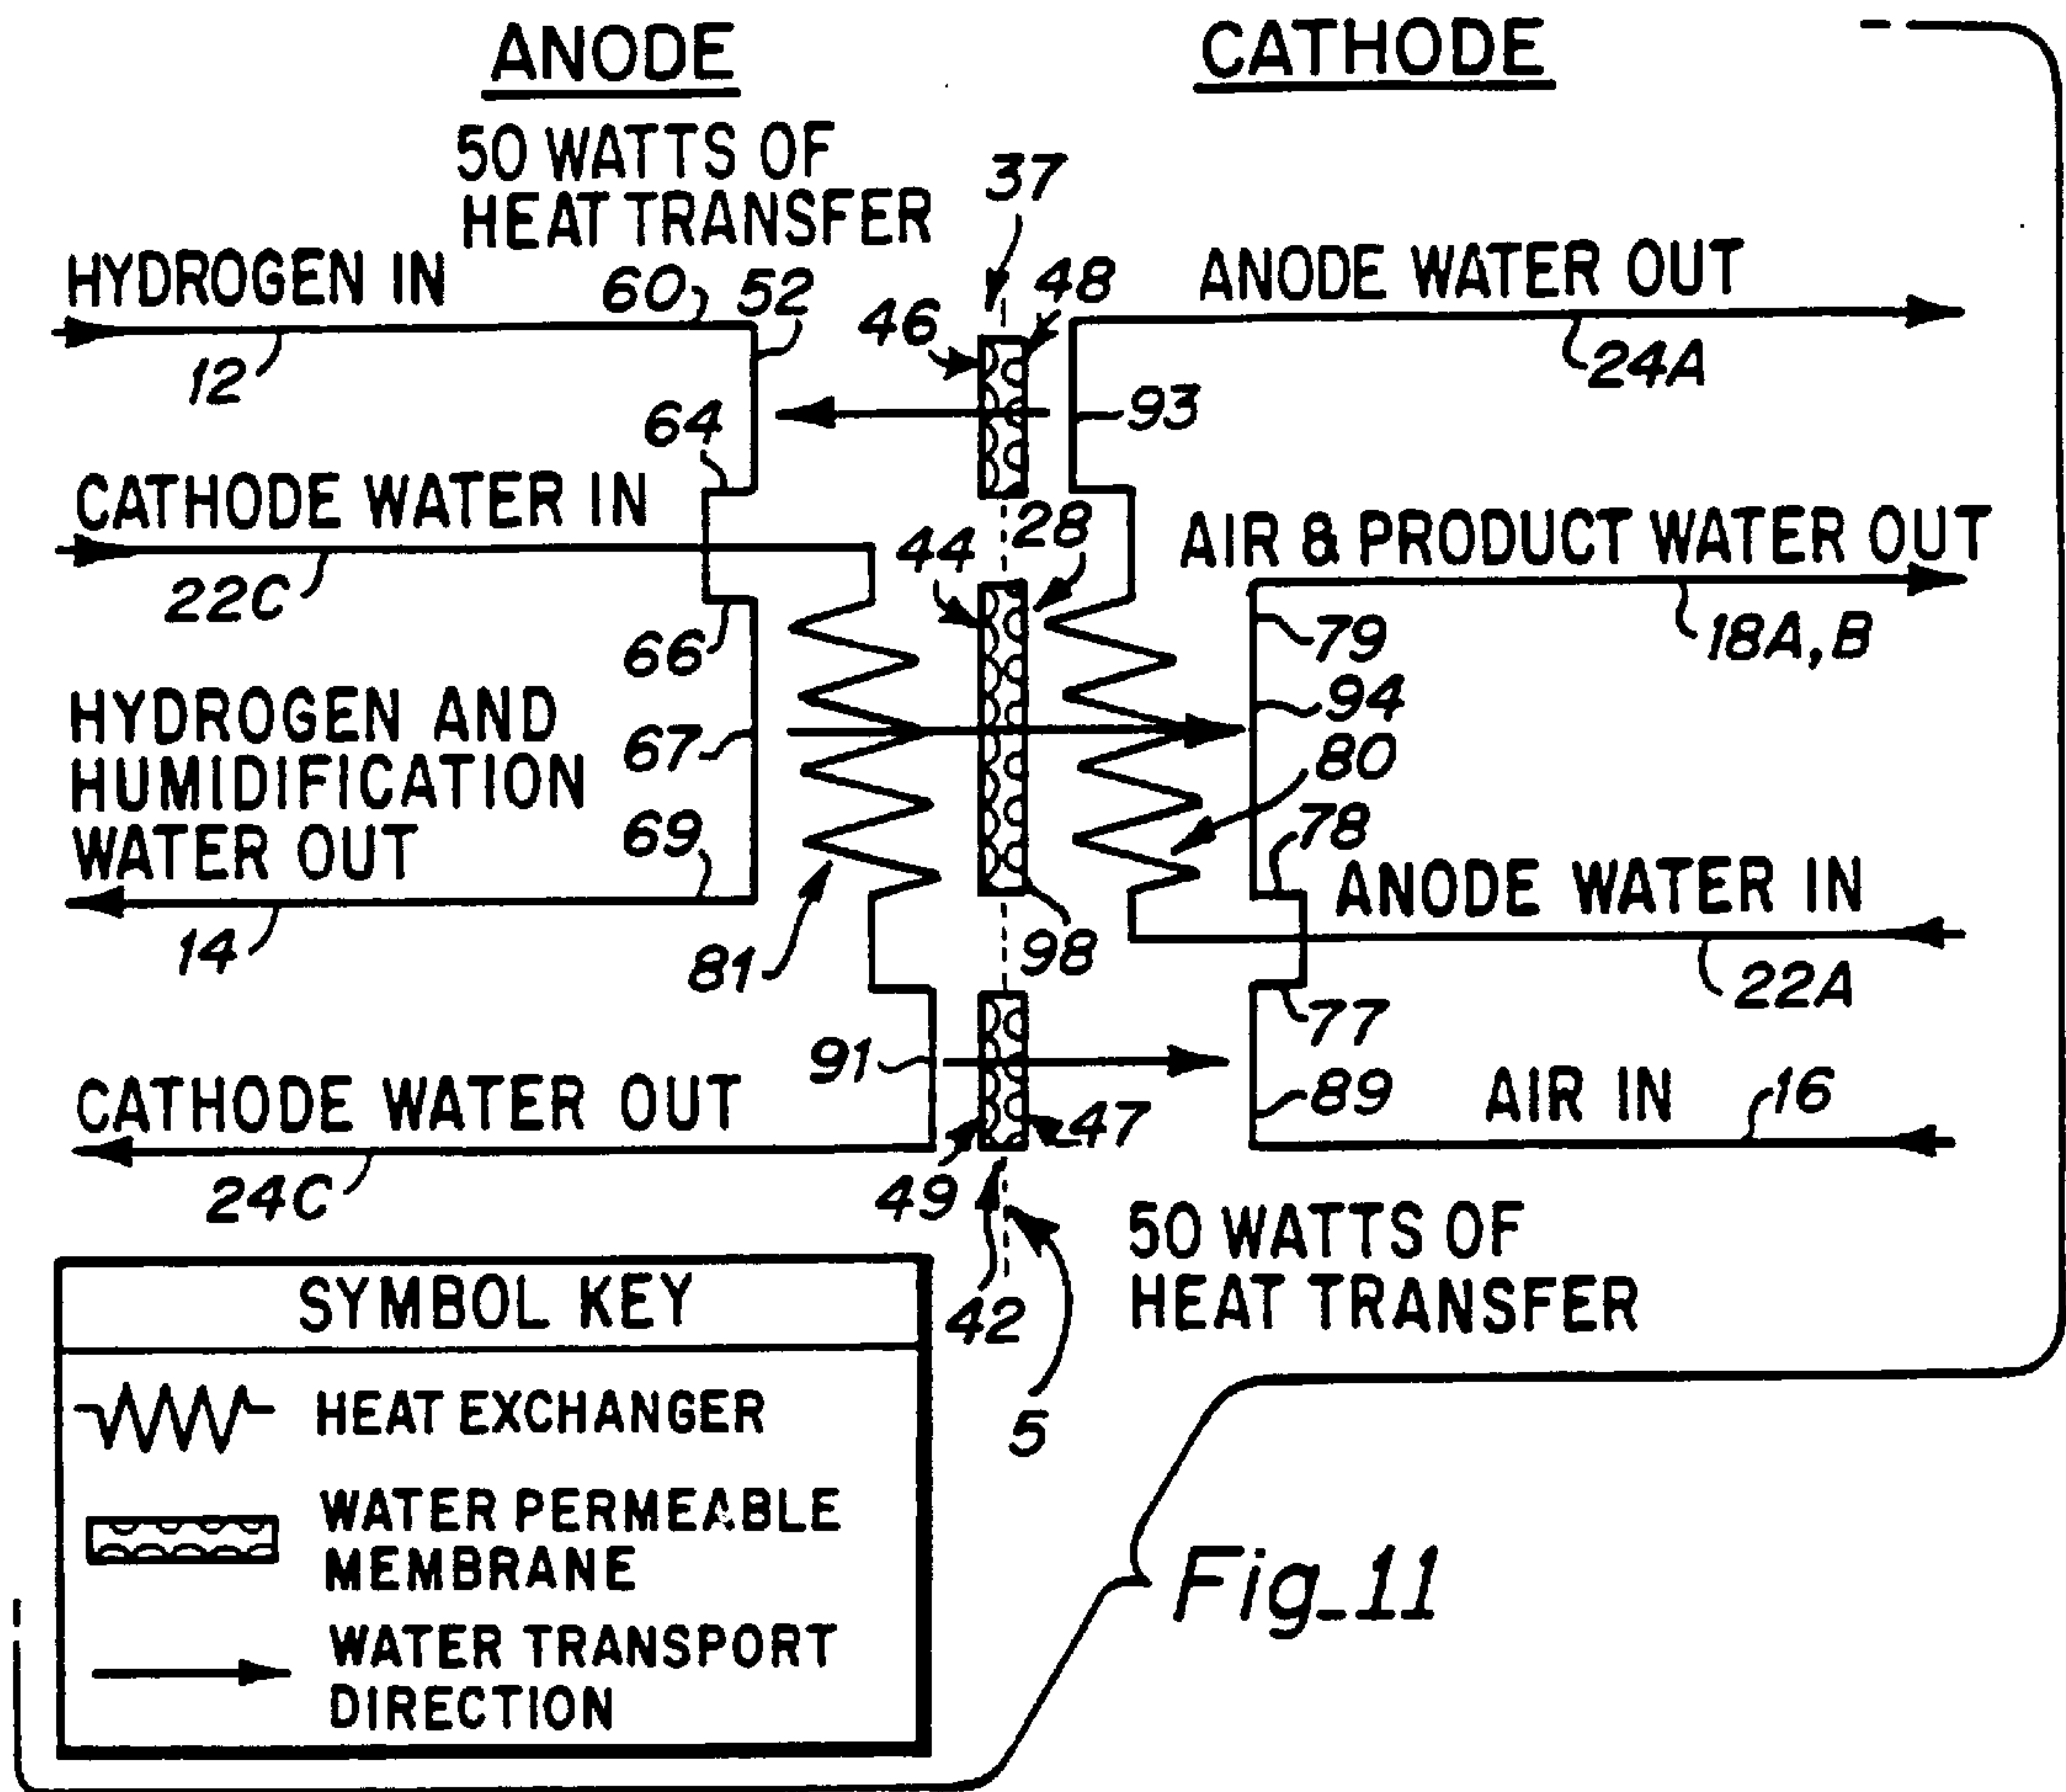 ANODE
CATHODE
50 WATTS OF
HEAT TRANSFER
37
HYDROGEN IN
60
52
46
48
ANODE WATER OUT
12
24A
64
93
CATHODE WATER IN
44
28
AIR & PRODUCT WATER OUT
22C
66
79
18A,B
HYDROGEN AND
HUMIDIFICATION
WATER OUT
67
94
80
69
78
ANODE WATER IN
14
81
98
22A
77
91
89
AIR IN
16
CATHODE WATER OUT
47
24C
49
50 WATTS OF
HEAT TRANSFER
42
5
SYMBOL KEY
HEAT EXCHANGER
WATER PERMEABLE
MEMBRANE
WATER TRANSPORT
DIRECTION
Fig_11